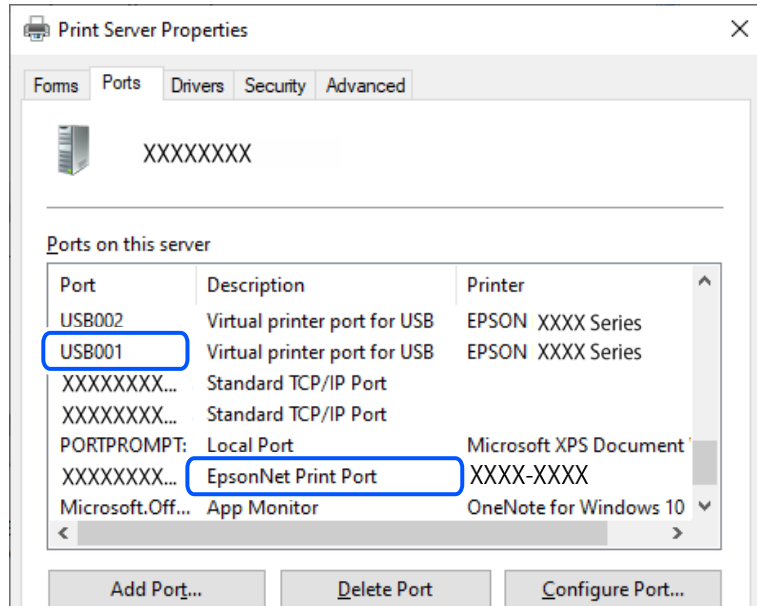 Print Server Properties
Forms Ports Drivers Security Advanced
XXXXXXXX
Ports on this server
Port Description Printer
USB002 Virtual printer port for USB EPSON XXXX Series
USB001 Virtual printer port for USB EPSON XXXX Series
XXXXXXXX... Standard TCP/IP Port
XXXXXXXX... Standard TCP/IP Port
PORTPROMPT: Local Port Microsoft XPS Document
XXXXXXXX... EpsonNet Print Port XXXX-XXXX
Microsoft.Off... App Monitor OneNote for Windows 10
Add Port... Delete Port Configure Port...